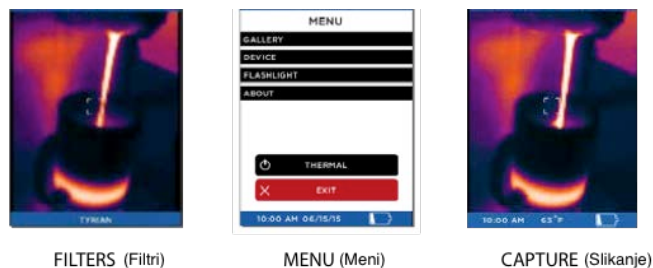 TYRIAN
MENU
GALLERY
DEVICE
FLASHLIGHT
ABOUT
THERMAL
EXIT
10:00 AM 06/15/15
10:00 AM 63°F
FILTERS (Filtri)
MENU (Meni)
CAPTURE (Slikanje)